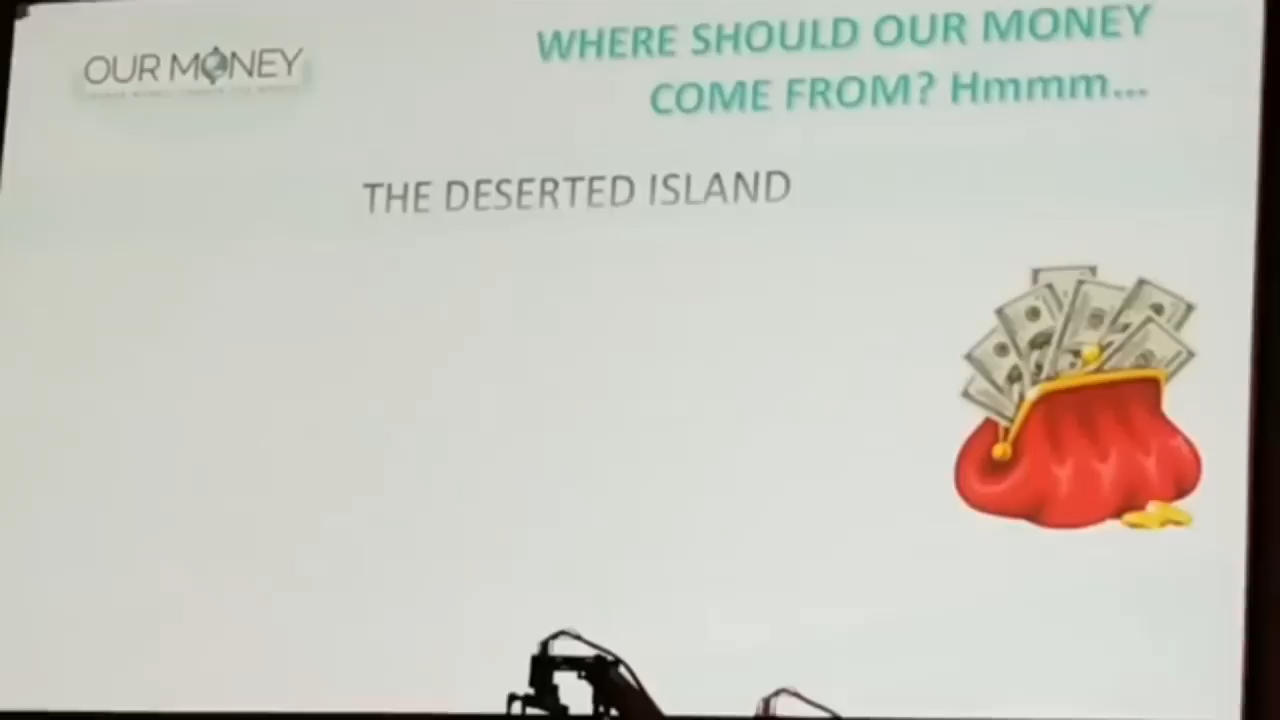 OUR MONEY
WHERE SHOULD OUR MONEY
COME FROM? Hmmm...
THE DESERTED ISLAND